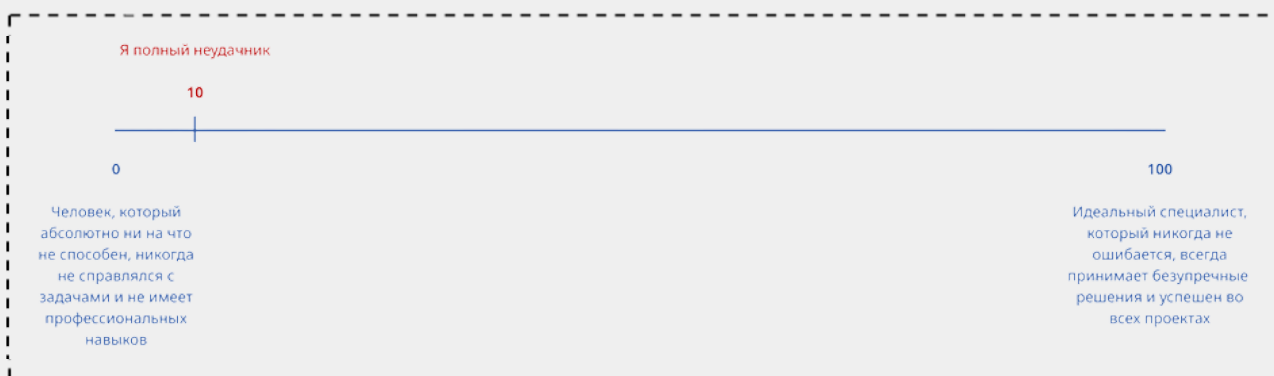 Я полный неудачник
10
0
100
Человек, который
абсолютно ни на что
не способен, никогда
не справлялся с
задачами и не имеет
профессиональных
навыков
Идеальный специалист,
который никогда не
ошибается, всегда
принимает безупречные
решения и успешен во
всех проектах